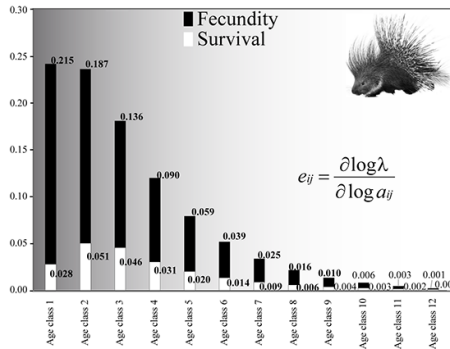 0.30
Fecundity
Survival
0.25
0.215
0.187
0.20
0.136
0.15
0.090
0.10
0.059
0.039
0.05
0.025
0.016
0.010
0.006
0.003
0.001
0.028
0.051
0.046
0.031
0.020
0.014
0.009
0.006
0.004
0.003
0.002
0.00
eij = ∂logλ / ∂log aij
Age class 1
Age class 2
Age class 3
Age class 4
Age class 5
Age class 6
Age class 7
Age class 8
Age class 9
Age class 10
Age class 11
Age class 12